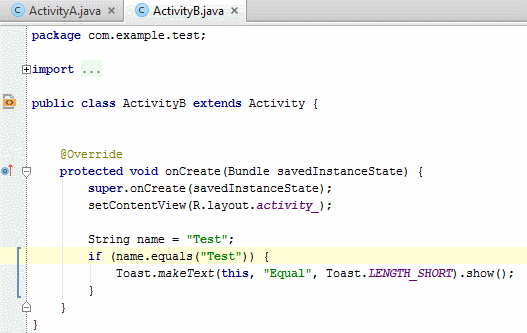 ActivityA.java ActivityB.java
package com.example.test;
import ...
public class ActivityB extends Activity {
@Override
protected void onCreate(Bundle savedInstanceState) {
super.onCreate(savedInstanceState);
setContentView(R.layout.activity_);
String name = "Test";
if (name.equals("Test")) {
Toast.makeText(this, "Equal", Toast.LENGTH_SHORT).show();
}
}
}